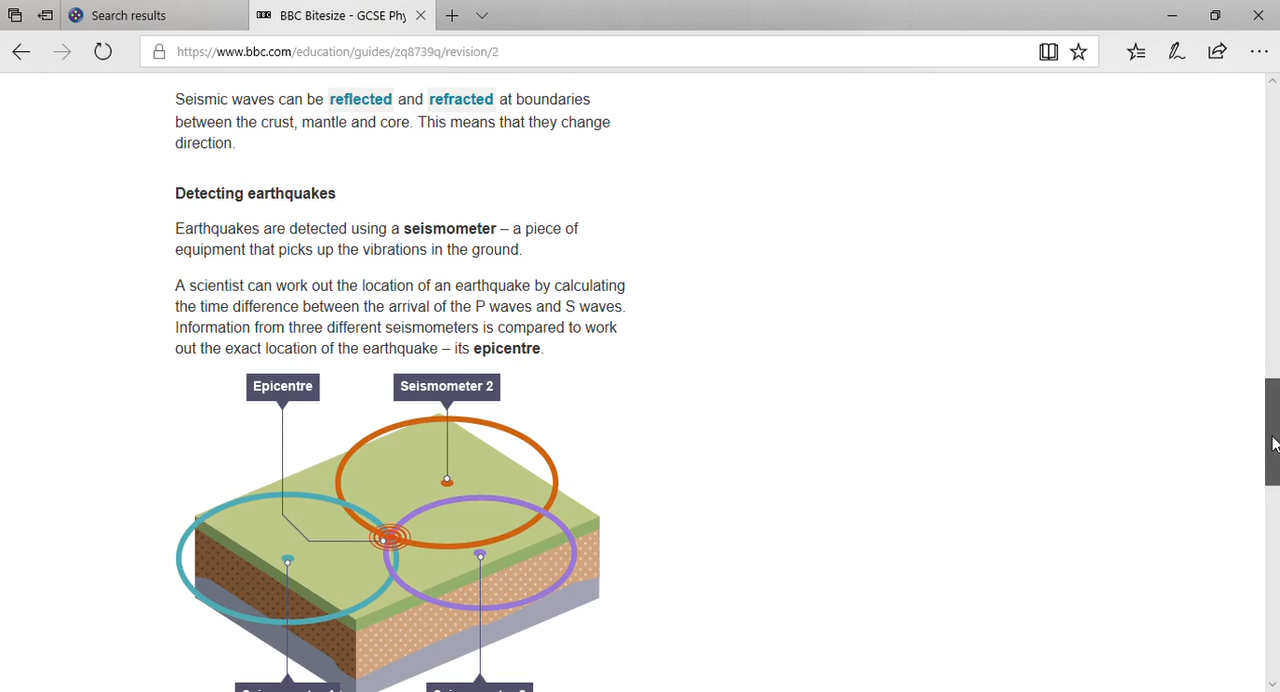 Search results
BBC BBC Bitesize - GCSE Phy
https://www.bbc.com/education/guides/zq8739q/revision/2
Seismic waves can be reflected and refracted at boundaries
between the crust, mantle and core. This means that they change
direction.
Detecting earthquakes
Earthquakes are detected using a seismometer – a piece of
equipment that picks up the vibrations in the ground.
A scientist can work out the location of an earthquake by calculating
the time difference between the arrival of the P waves and S waves.
Information from three different seismometers is compared to work
out the exact location of the earthquake – its epicentre.
Epicentre
Seismometer 2